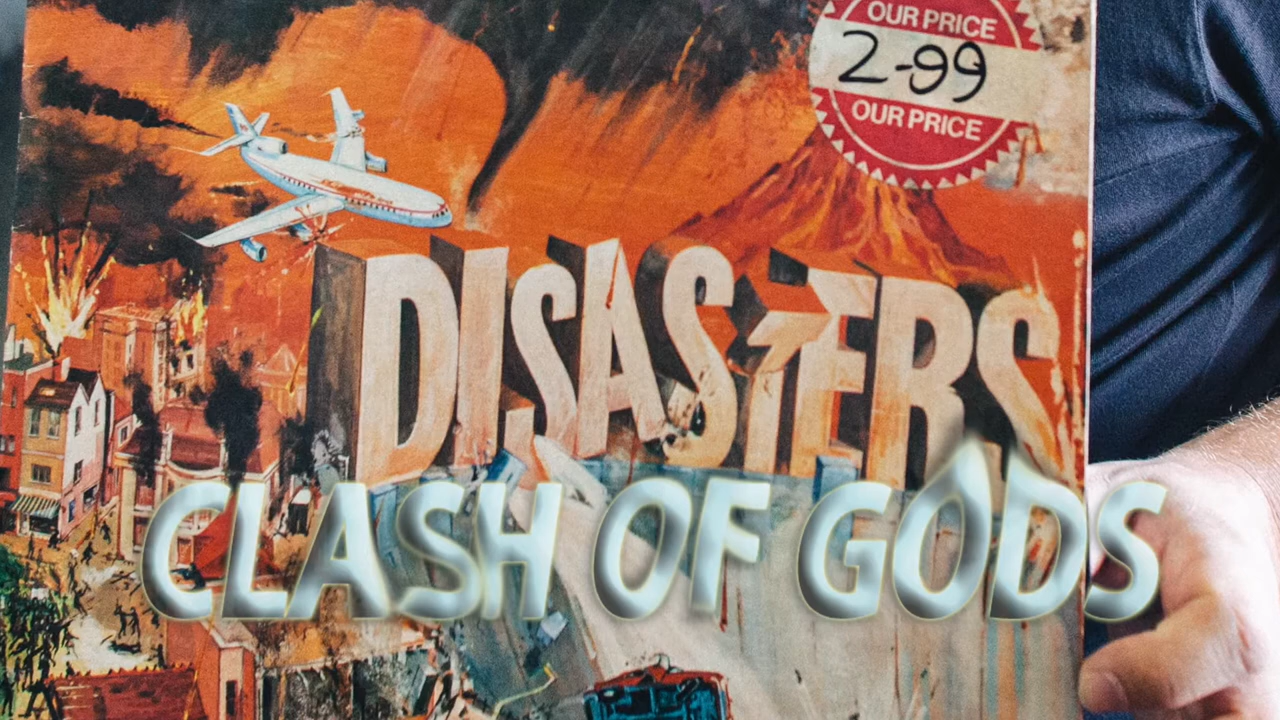 OUR PRICE
2-99
OUR PRICE
DISASTERS
CLASH OF GODS